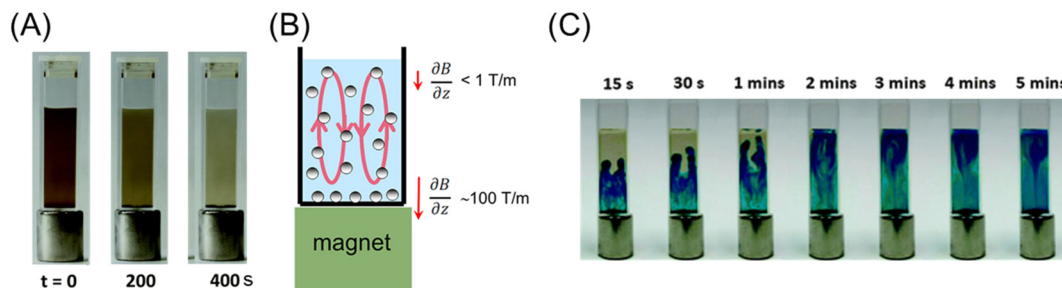 (A)
t = 0 200 400 s
(B)
∂B/∂z < 1 T/m
∂B/∂z ~100 T/m
magnet
(C)
15 s 30 s 1 mins 2 mins 3 mins 4 mins 5 mins